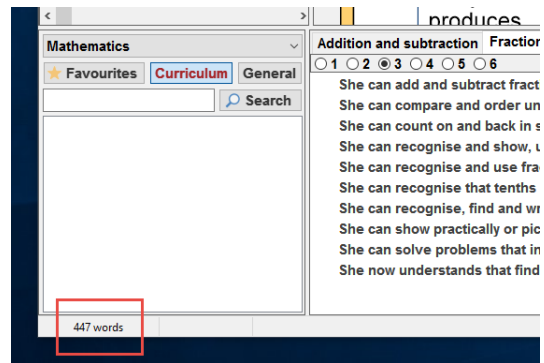 produces
Mathematics
Addition and subtraction Fraction
Favourites Curriculum General
1 2 3 4 5 6
Search
She can add and subtract fract
She can compare and order un
She can count on and back in s
She can recognise and show, u
She can recognise and use fra
She can recognise that tenths
She can recognise, find and wr
She can show practically or pic
She can solve problems that in
She now understands that find
447 words